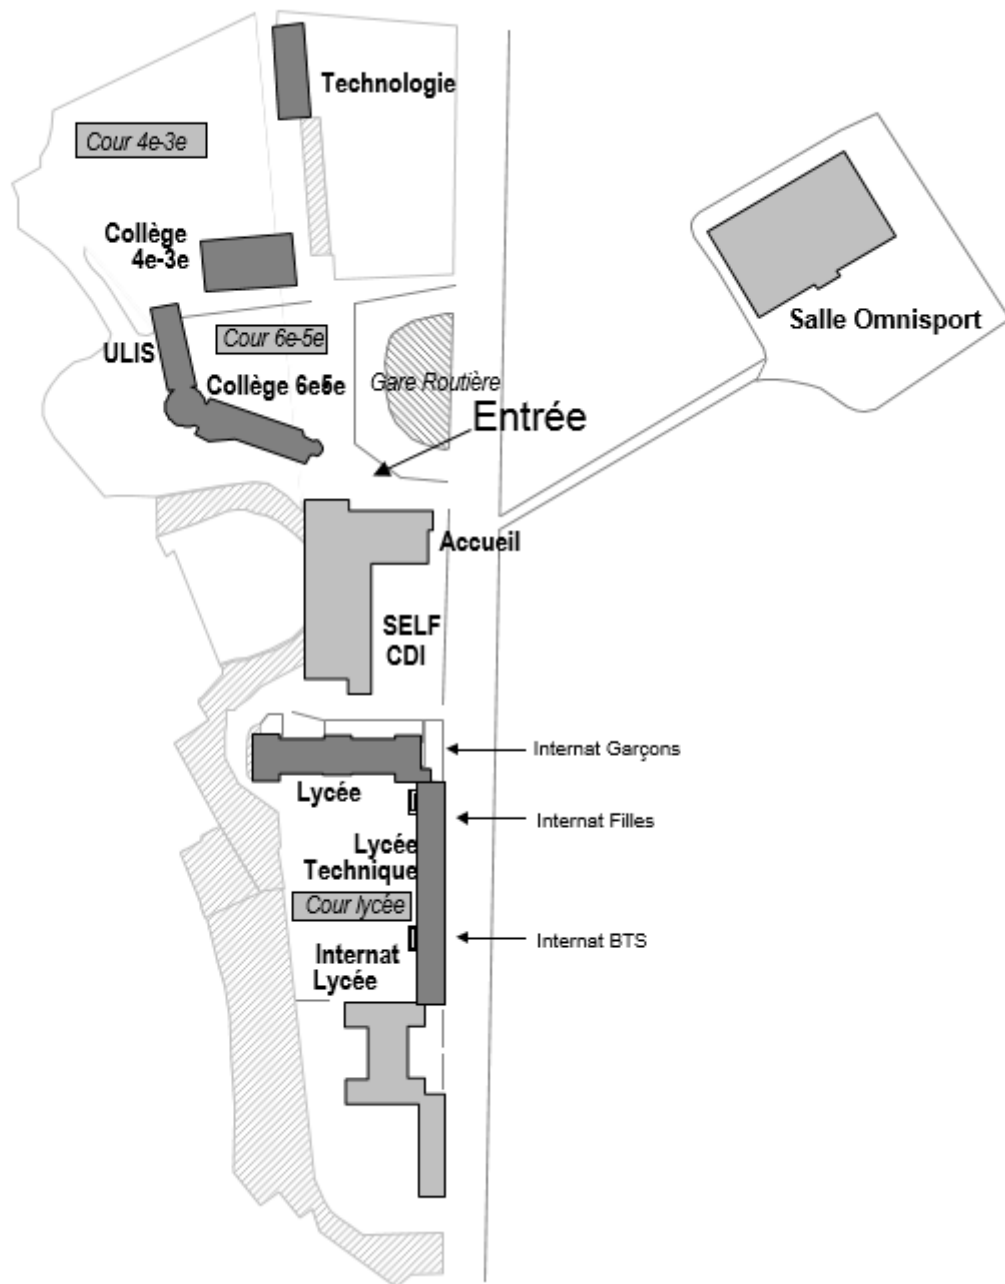 Technologie
Cour 4e-3e
Collège
4e-3e
Salle Omnisport
Cour 6e-5e
ULIS
Gare Routière
Collège 6e5e
Entrée
Accueil
SELF
CDI
Internat Garçons
Lycée
Internat Filles
Lycée
Technique
Cour lycée
Internat BTS
Internat
Lycée